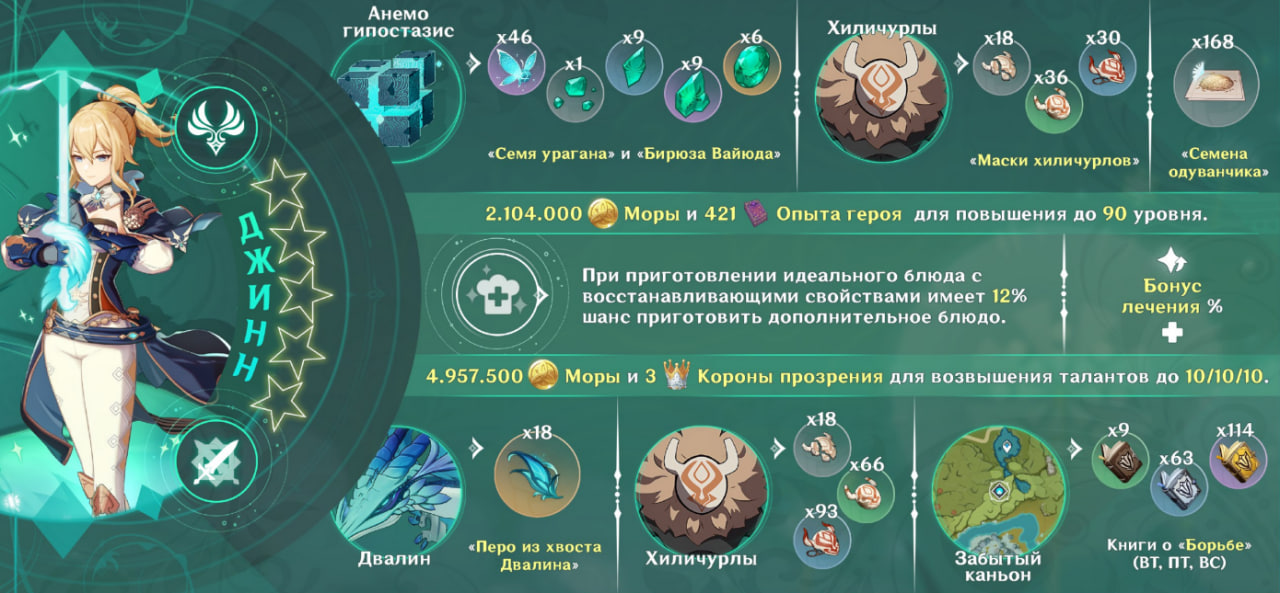 Анемо
гипостазис
x46
x1
x9
x9
x6
«Семя урагана» и «Бирюза Вайюда»
Хиличурлы
x18
x36
x30
«Маски хиличурлов»
x168
«Семена
одуванчика»
ДЖИНН
2.104.000 Моры и 421 Опыта героя для повышения до 90 уровня.
При приготовлении идеального блюда с
восстанавливающими свойствами имеет 12%
шанс приготовить дополнительное блюдо.
Бонус
лечения %
4.957.500 Моры и 3 Короны прозрения для возвышения талантов до 10/10/10.
Двалин
x18
«Перо из хвоста
Двалина»
Хиличурлы
x18
x66
x93
Забытый
каньон
x9
x63
x114
Книги о «Борьбе»
(ВТ, ПТ, ВС)